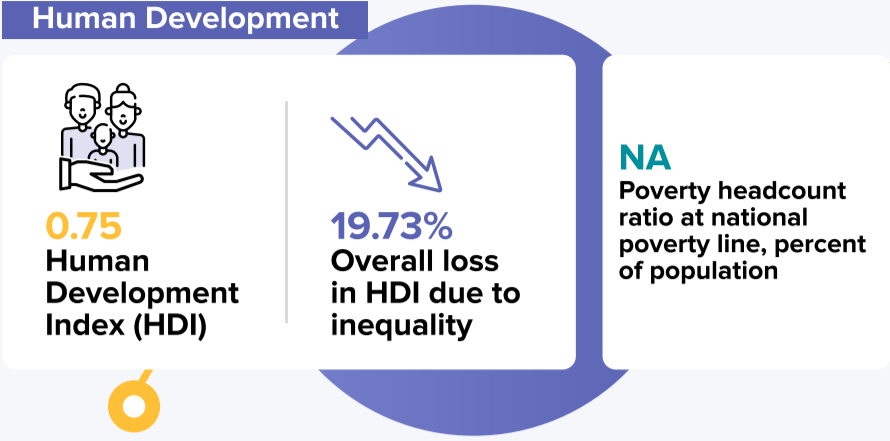 Human Development
0.75
Human
Development
Index (HDI)
19.73%
Overall loss
in HDI due to
inequality
NA
Poverty headcount
ratio at national
poverty line, percent
of population